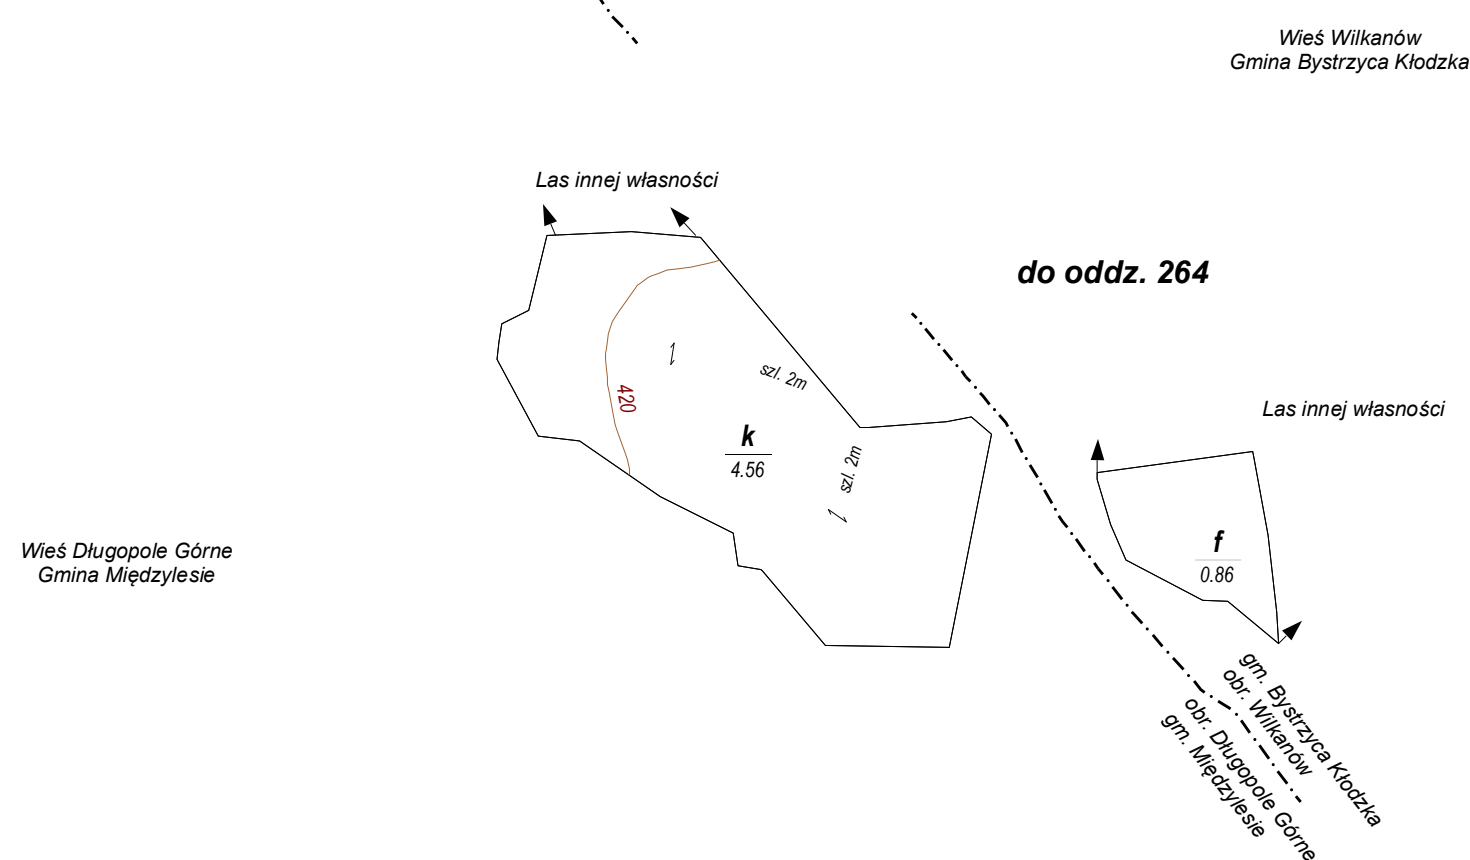 Wieś Wilkanów
Gmina Bystrzyca Kłodzka
Las innej własności
do oddz. 264
szl. 2m
420
Las innej własności
k
4.56
szl. 2m
f
0.86
Wieś Długopole Górne
Gmina Międzylesie
gm. Bystrzyca Kłodzka
obr. Wilkanów
obr. Długopole Górne
gm. Międzylesie